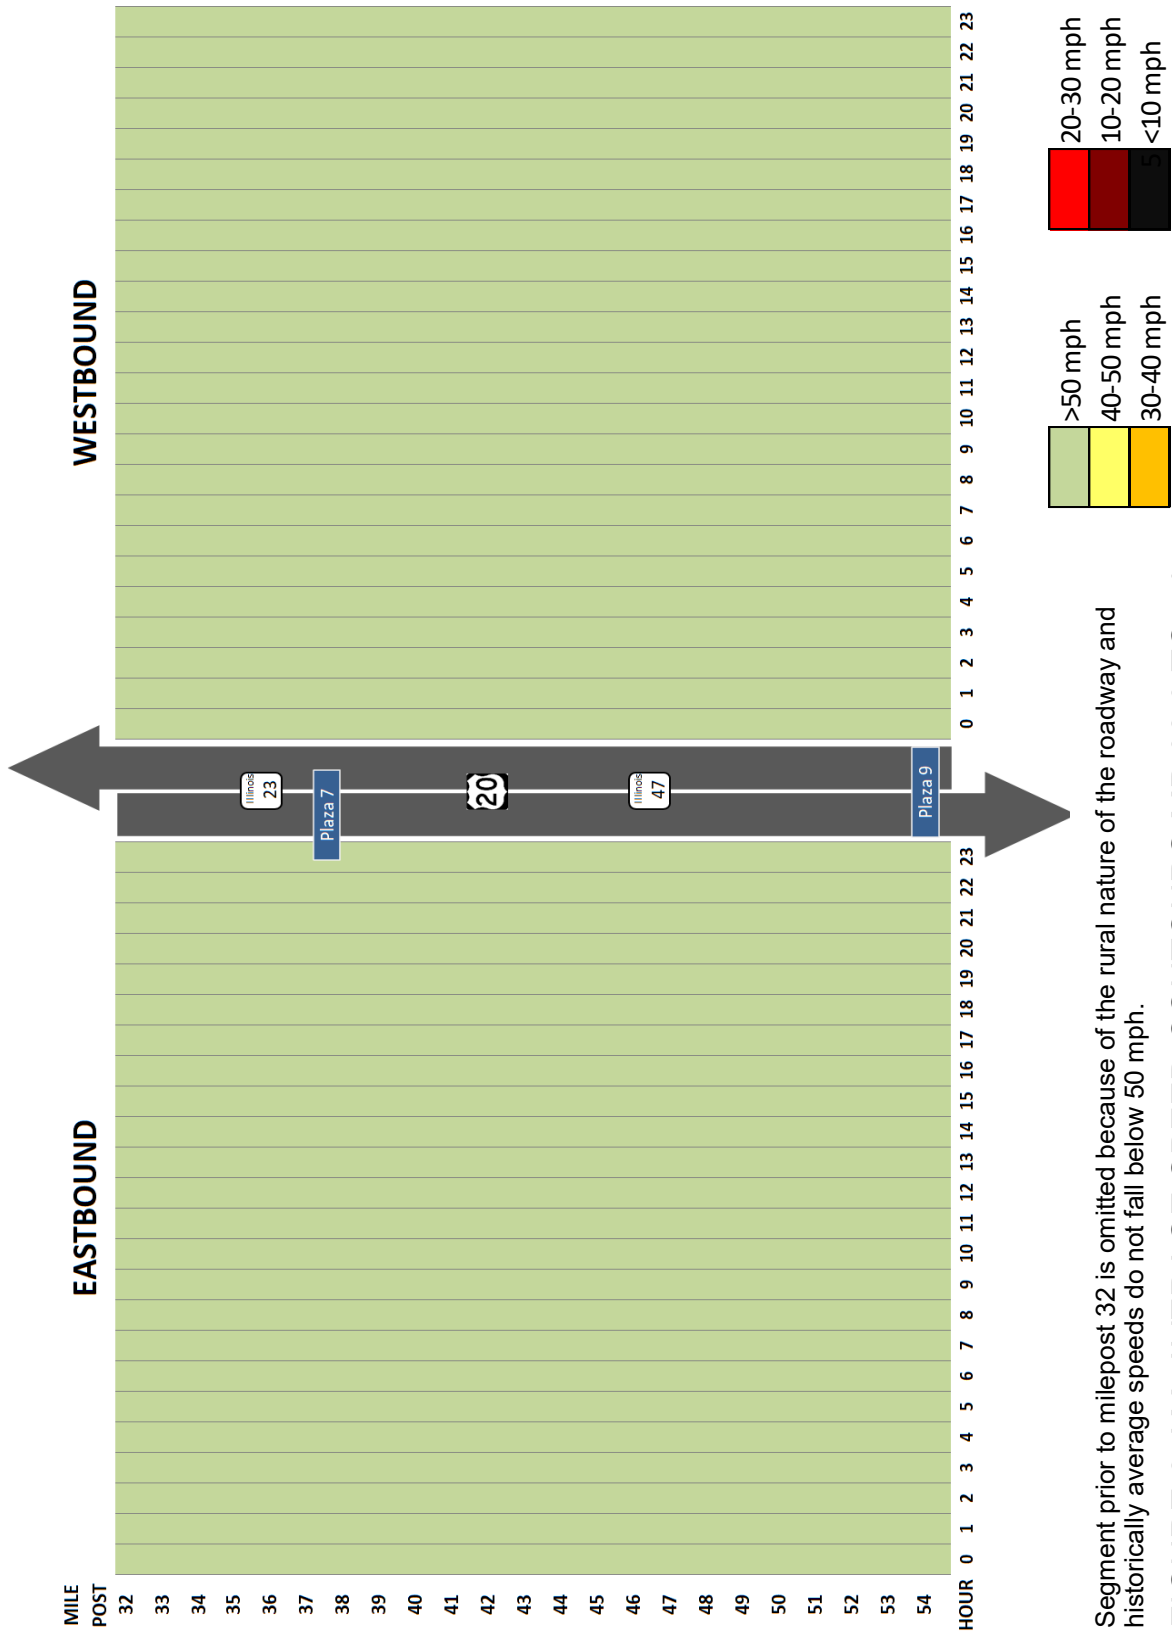 EASTBOUND
WESTBOUND
MILE
POST
32
33
34
35
36
37
38
39
40
41
42
43
44
45
46
47
48
49
50
51
52
53
54
Illinois
23
Plaza 7
20
Illinois
47
Plaza 9
HOUR 0 1 2 3 4 5 6 7 8 9 10 11 12 13 14 15 16 17 18 19 20 21 22 23
0 1 2 3 4 5 6 7 8 9 10 11 12 13 14 15 16 17 18 19 20 21 22 23
>50 mph
40-50 mph
30-40 mph
20-30 mph
10-20 mph
5 <10 mph
Segment prior to milepost 32 is omitted because of the rural nature of the roadway and
historically average speeds do not fall below 50 mph.